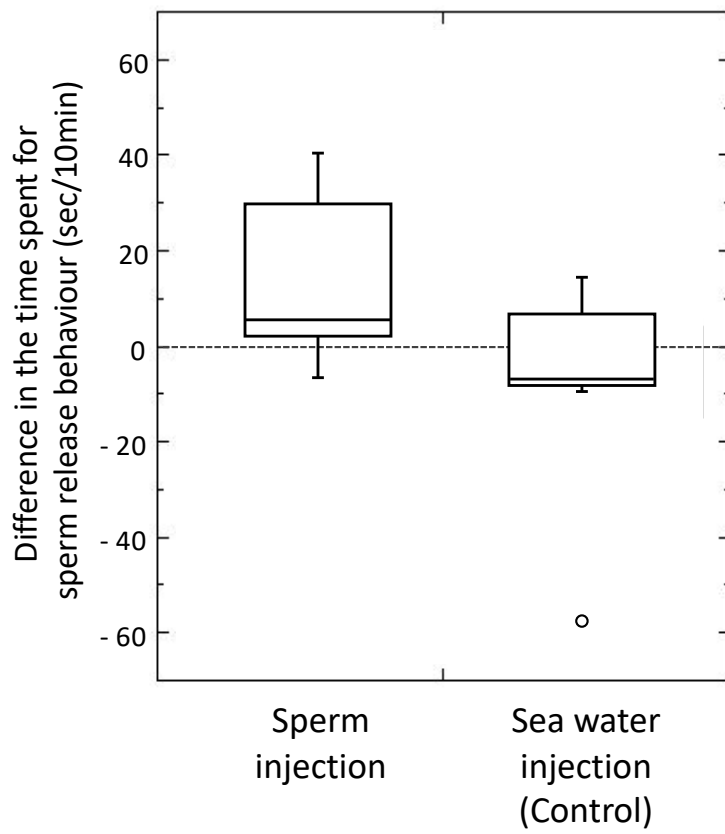 Difference in the time spent for
sperm release behaviour (sec/10min)
60
40
20
0
- 20
- 40
- 60
Sperm
injection
Sea water
injection
(Control)